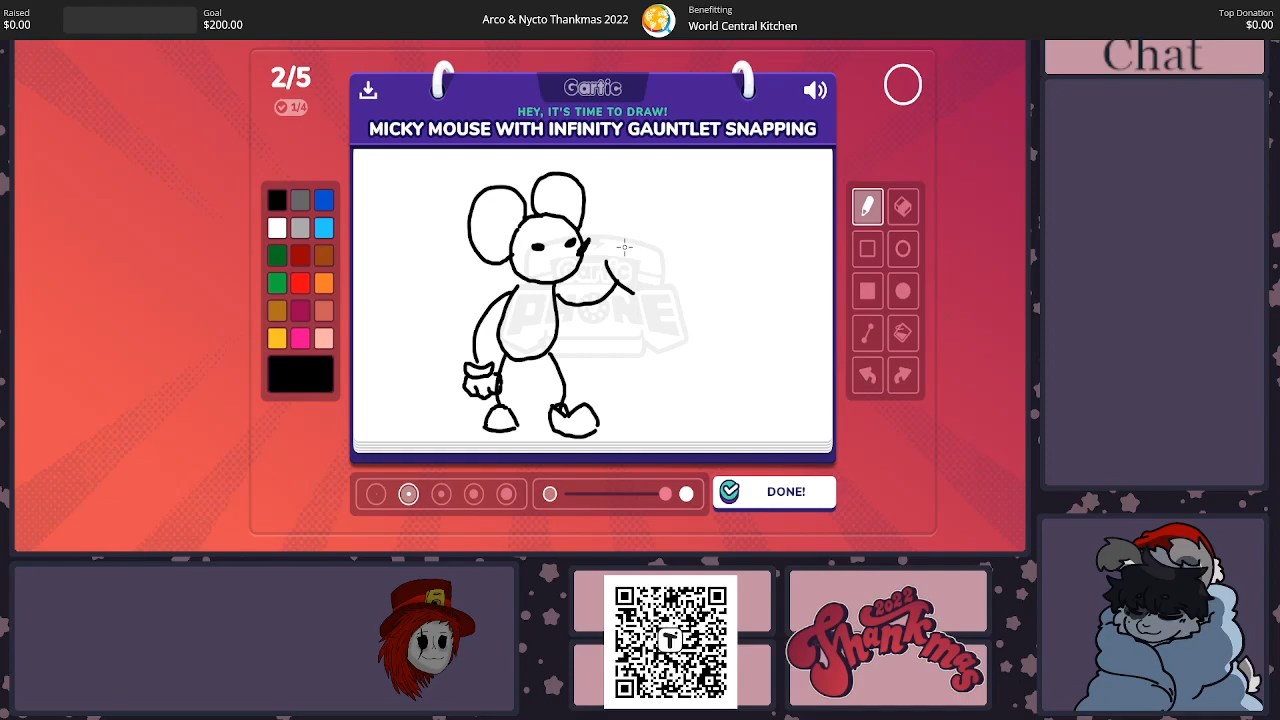 Raised
$0.00
Goal
$200.00
Arco & Nycto Thankmas 2022
Benefitting
World Central Kitchen
Top Donation
$0.00
Chat
2/5
1/4
Gartic
HEY, IT'S TIME TO DRAW!
MICKY MOUSE WITH INFINITY GAUNTLET SNAPPING
Gartic
PHONE
DONE!
T
2022
Thankmas